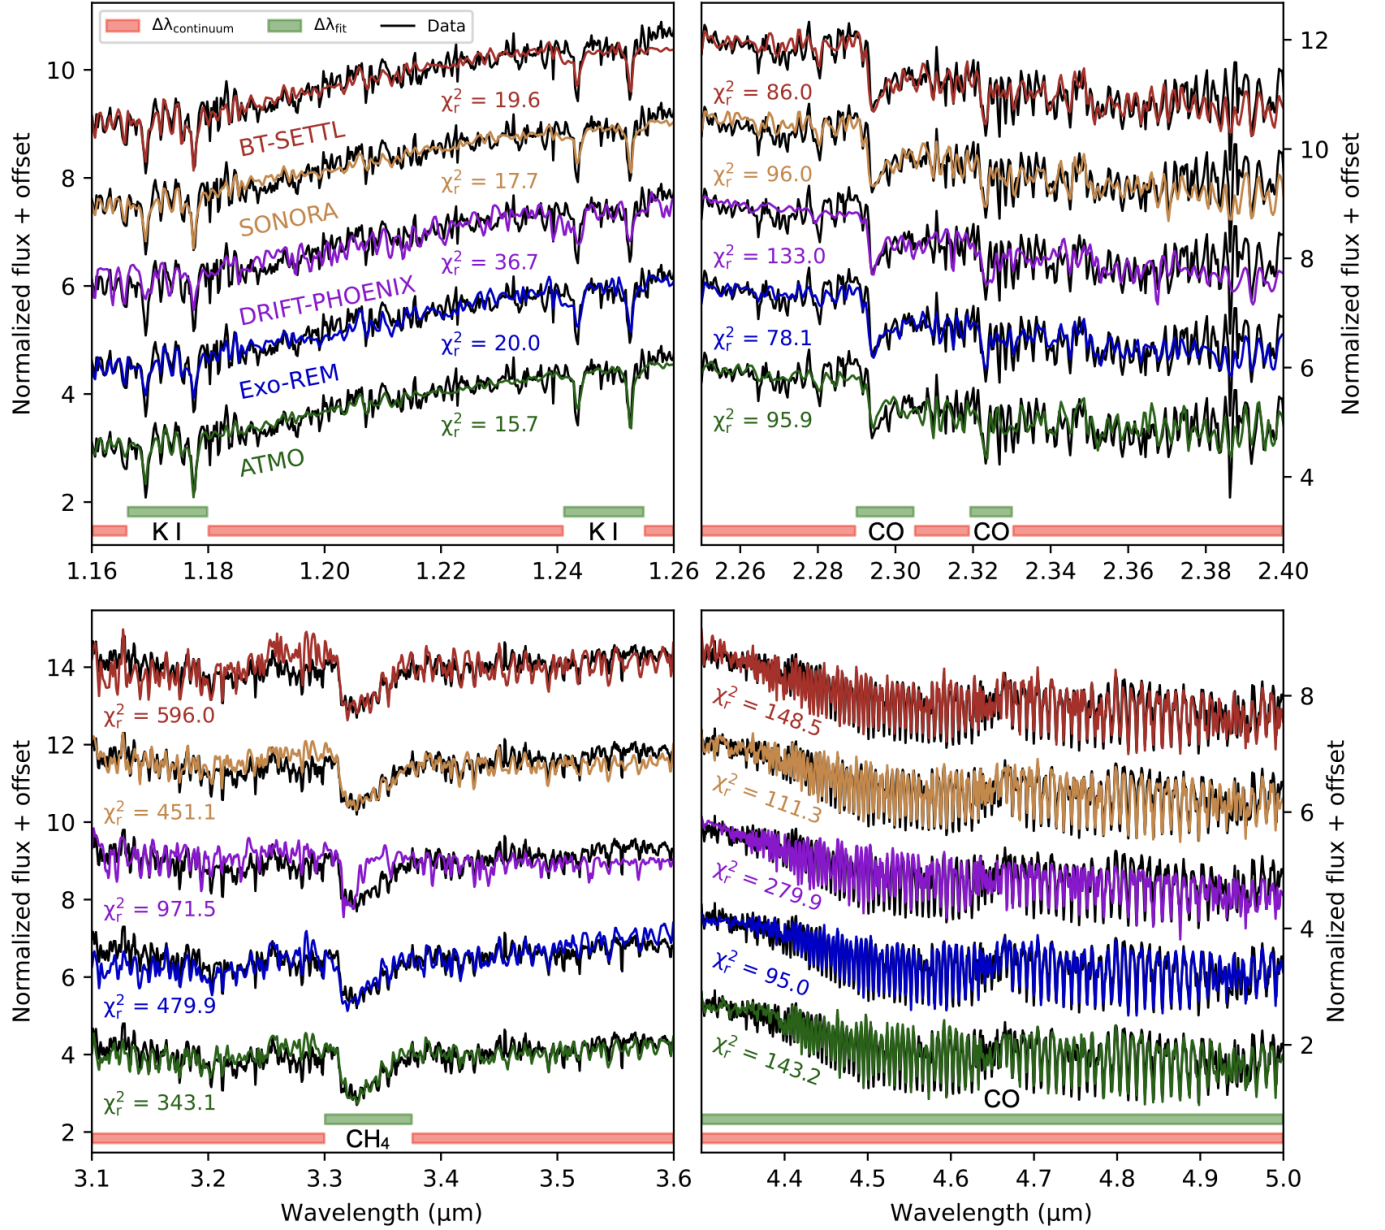 Δλcontinuum Δλfit Data
Normalized flux + offset
10
8
6
4
2
χ²r = 19.6
BT-SETTL
χ²r = 17.7
SONORA
χ²r = 36.7
DRIFT-PHOENIX
χ²r = 20.0
Exo-REM
χ²r = 15.7
ATMO
K I K I
1.16 1.18 1.20 1.22 1.24 1.26
χ²r = 86.0
χ²r = 96.0
χ²r = 133.0
χ²r = 78.1
χ²r = 95.9
CO CO
2.26 2.28 2.30 2.32 2.34 2.36 2.38 2.40
12
10
8
6
4
Normalized flux + offset
Normalized flux + offset
14
12
10
8
6
4
2
χ²r = 596.0
χ²r = 451.1
χ²r = 971.5
χ²r = 479.9
χ²r = 343.1
CH₄
3.1 3.2 3.3 3.4 3.5 3.6
Wavelength (μm)
χ²r = 148.5
χ²r = 111.3
χ²r = 279.9
χ²r = 95.0
χ²r = 143.2
CO
4.4 4.5 4.6 4.7 4.8 4.9 5.0
Wavelength (μm)
8
6
4
2
Normalized flux + offset